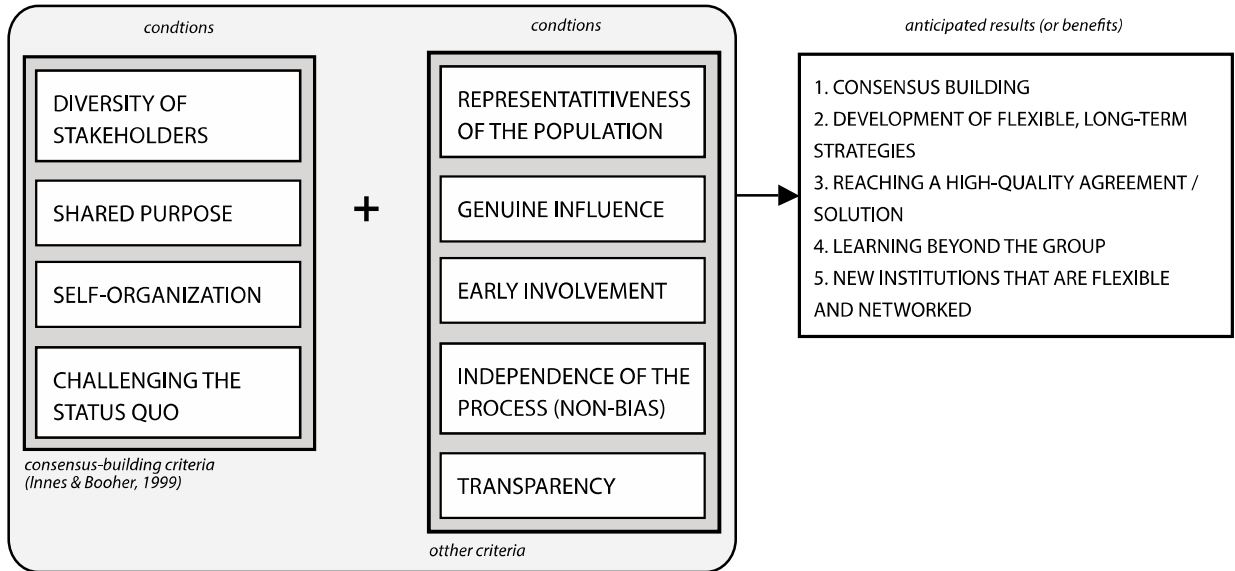 condtions
DIVERSITY OF
STAKEHOLDERS
SHARED PURPOSE
SELF-ORGANIZATION
CHALLENGING THE
STATUS QUO
consensus-building criteria
(Innes & Booher, 1999)
+
condtions
REPRESENTATITIVENESS
OF THE POPULATION
GENUINE INFLUENCE
EARLY INVOLVEMENT
INDEPENDENCE OF THE
PROCESS (NON-BIAS)
TRANSPARENCY
otther criteria
anticipated results (or benefits)
1. CONSENSUS BUILDING
2. DEVELOPMENT OF FLEXIBLE, LONG-TERM
STRATEGIES
3. REACHING A HIGH-QUALITY AGREEMENT /
SOLUTION
4. LEARNING BEYOND THE GROUP
5. NEW INSTITUTIONS THAT ARE FLEXIBLE
AND NETWORKED